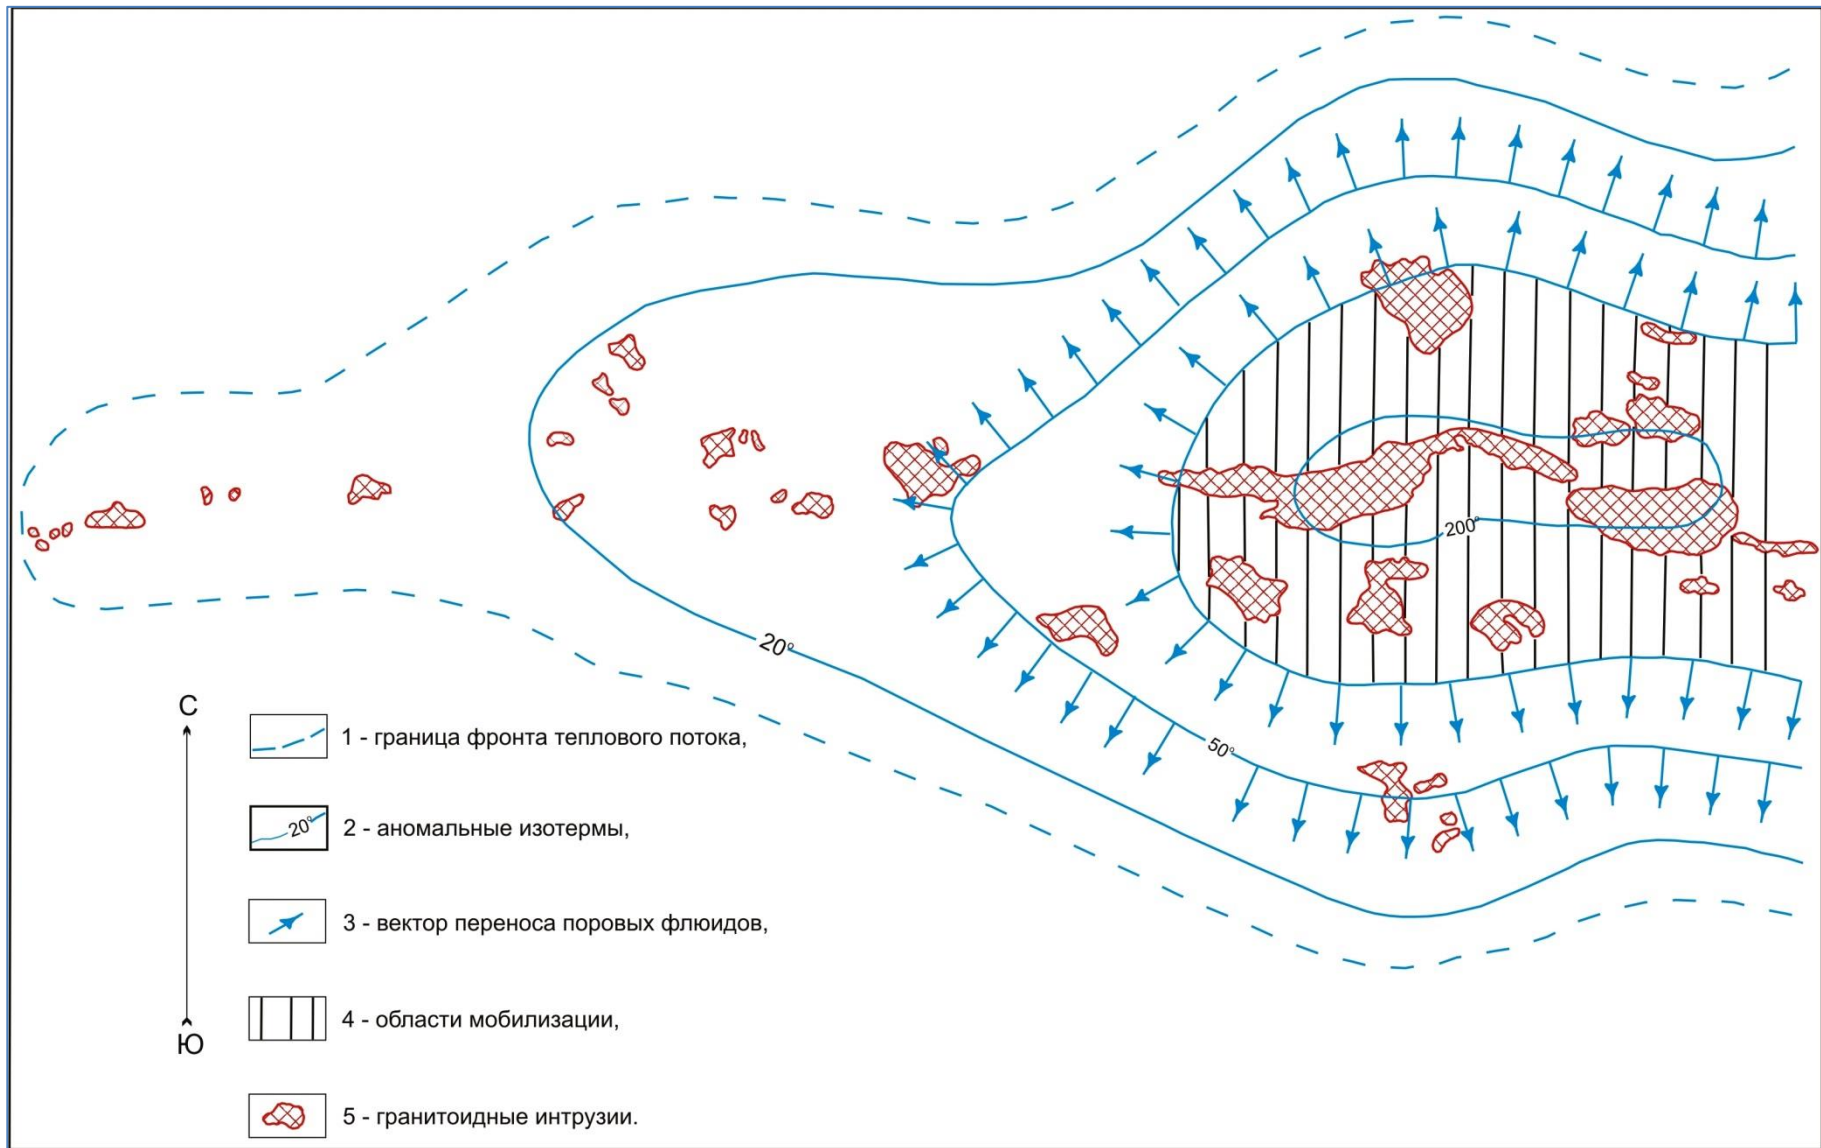 200°
20°
50°
С
Ю
1 - граница фронта теплового потока,
20°
2 - аномальные изотермы,
3 - вектор переноса поровых флюидов,
4 - области мобилизации,
5 - гранитоидные интрузии.